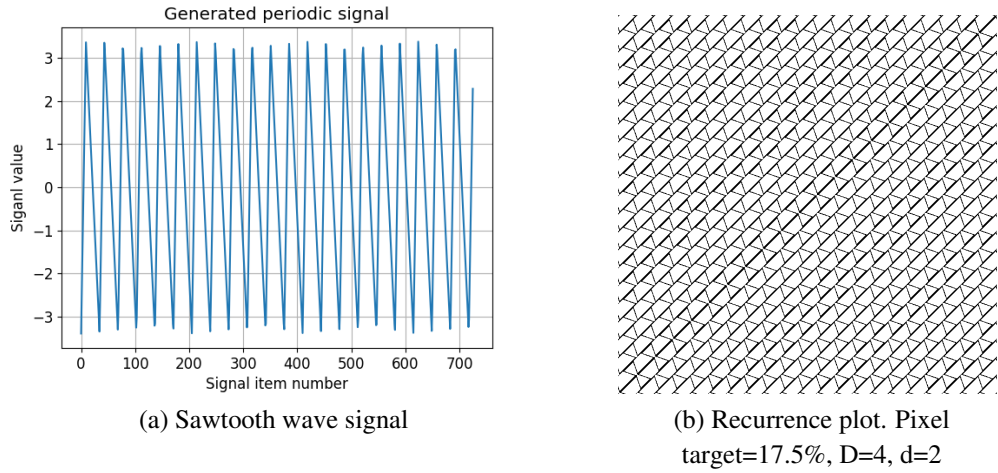 Generated periodic signal
Siganl value
3
2
1
0
−1
−2
−3
0 100 200 300 400 500 600 700
Signal item number
(a) Sawtooth wave signal
(b) Recurrence plot. Pixel
target=17.5%, D=4, d=2